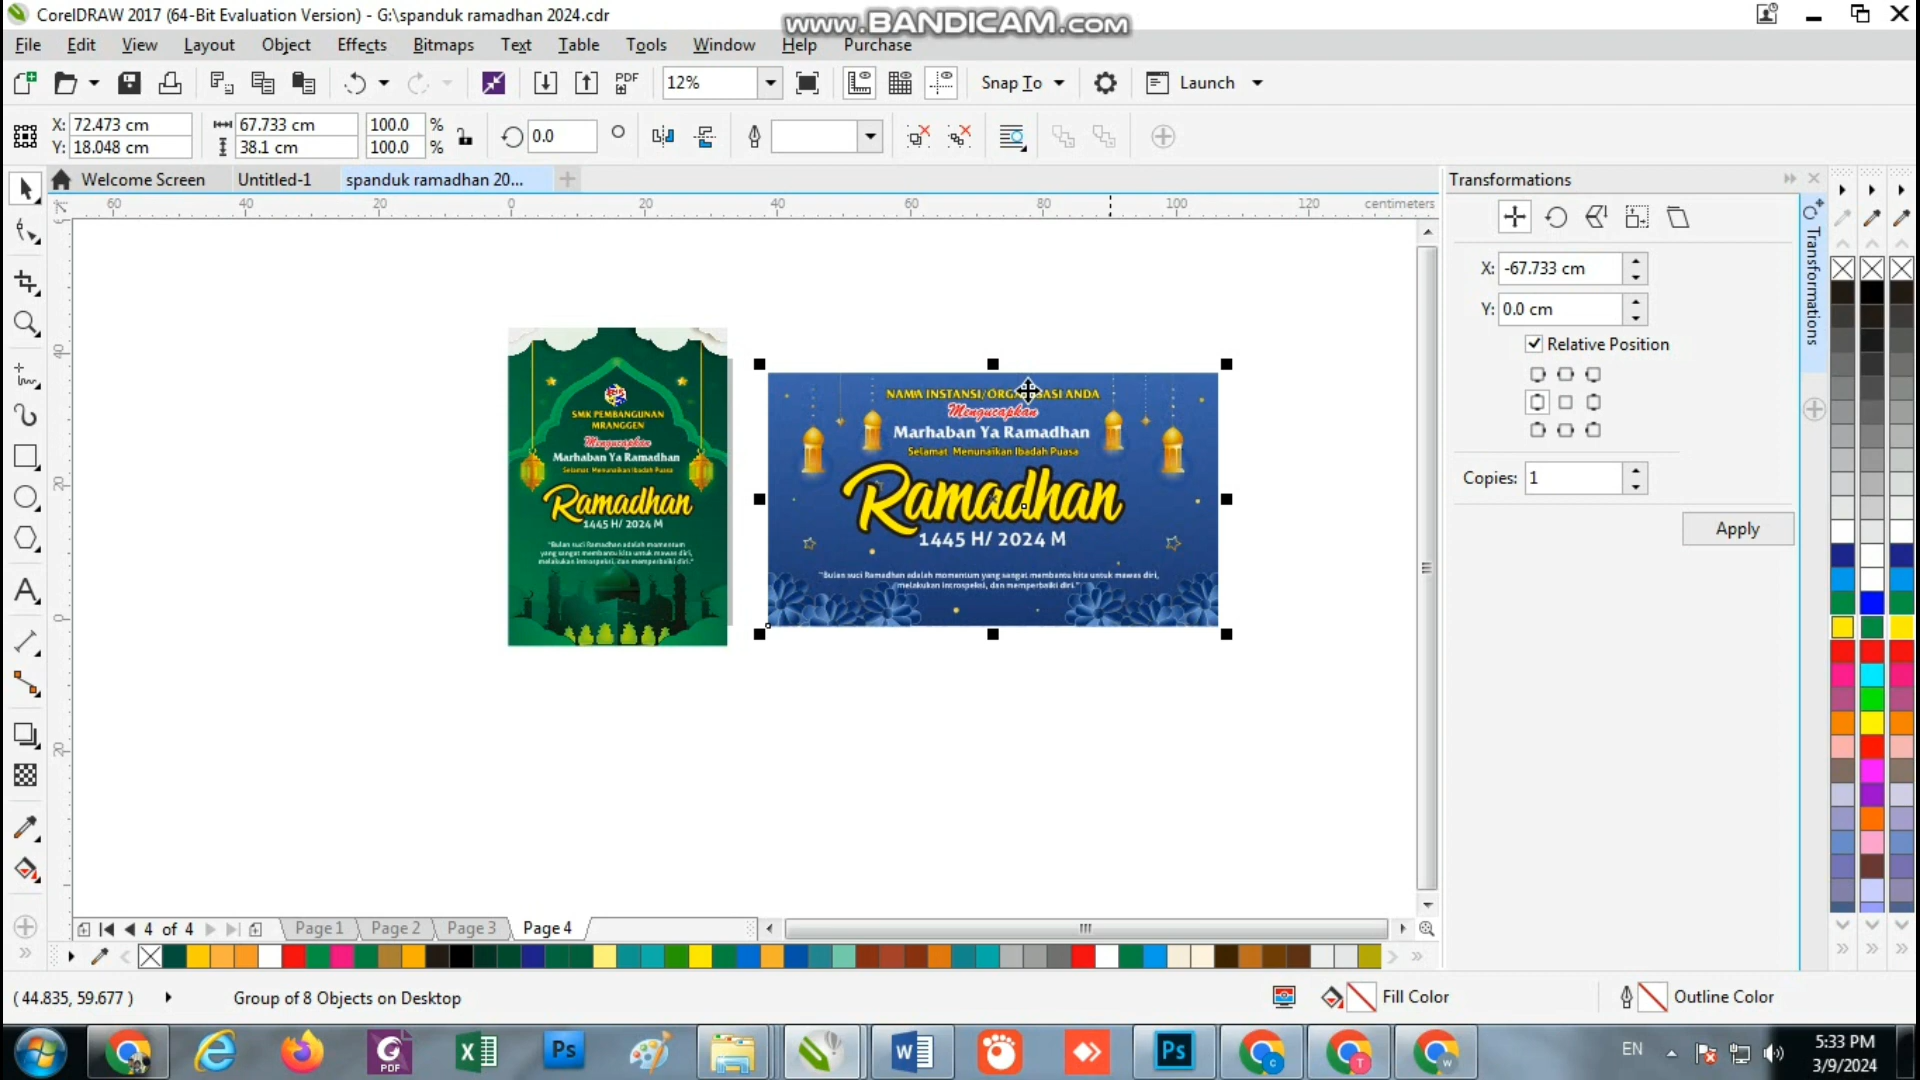 CorelDRAW 2017 (64-Bit Evaluation Version) - G:\spanduk ramadhan 2024.cdr
www.BANDICAM.com
File Edit View Layout Object Effects Bitmaps Text Table Tools Window Help Purchase
PDF 12% Snap To Launch
X: 72.473 cm 67.733 cm 100.0 %
Y: 18.048 cm 38.1 cm 100.0 %
0.0
Welcome Screen Untitled-1 spanduk ramadhan 20...
Transformations
60 40 20 0 20 40 60 80 100 120 centimeters
40
20
0
20
X: -67.733 cm
Y: 0.0 cm
Relative Position
Copies: 1
Apply
Transformations
SMK PEMBANGUNAN
MRANGGEN
Mengucapkan
Marhaban Ya Ramadhan
Selamat Menunaikan Ibadah Puasa
Ramadhan
1445 H/ 2024 M
"Bulan suci Ramadhan adalah momentum
yang sangat membantu kita untuk mawas diri,
melakukan introspeksi, dan memperbaiki diri."
NAMA INSTANSI/ORGANISASI ANDA
Mengucapkan
Marhaban Ya Ramadhan
Selamat Menunaikan Ibadah Puasa
Ramadhan
1445 H/ 2024 M
"Bulan suci Ramadhan adalah momentum yang sangat membantu kita untuk mawas diri,
melakukan introspeksi, dan memperbaiki diri."
4 of 4 Page 1 Page 2 Page 3 Page 4
( 44.835, 59.677 ) Group of 8 Objects on Desktop Fill Color Outline Color
G PDF X Ps W Ps C T W EN
5:33 PM
3/9/2024